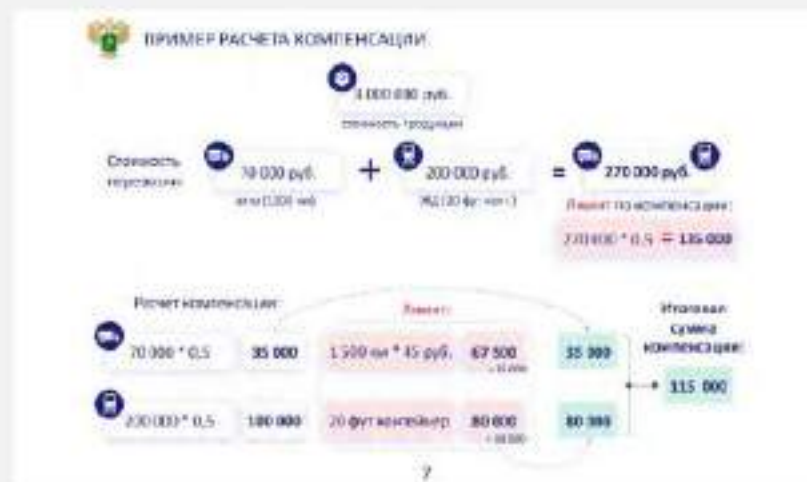 ПРИМЕР РАСЧЕТА КОМПЕНСАЦИИ
000 000 руб.
стоимость продукции
Стоимость перевозки
70 000 руб.
+
200 000 руб.
=
270 000 руб.
Лимит по компенсации:
270 000 * 0,5 = 135 000
Расчет компенсации
Лимит:
Итоговая сумма компенсации:
70 000 * 0,5
35 000
1 500 км * 45 руб.
67 500
35 000
115 000
200 000 * 0,5
100 000
20 фут контейнер
80 000
80 000
7